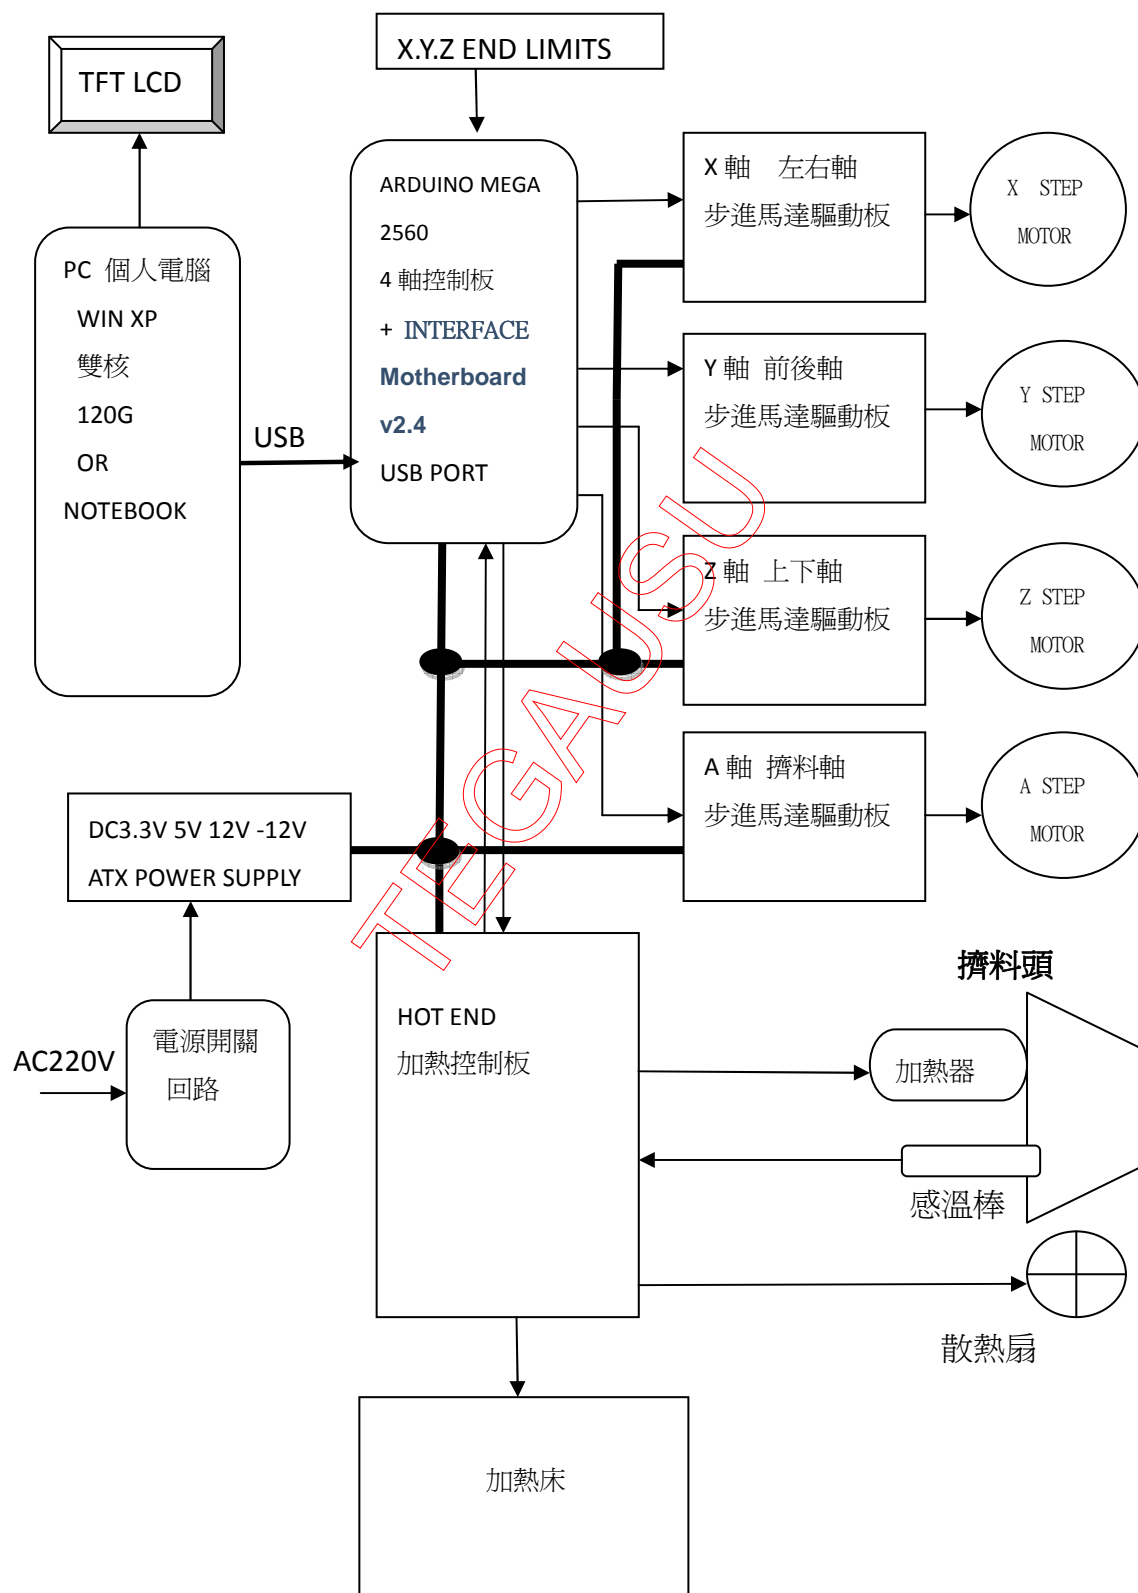 X.Y.Z END LIMITS
TFT LCD
PC 個人電腦
WIN XP
雙核
120G
OR
NOTEBOOK
USB
ARDUINO MEGA
2560
4 軸控制板
+ INTERFACE
Motherboard
v2.4
USB PORT
X 軸 左右軸
步進馬達驅動板
X STEP
MOTOR
Y 軸 前後軸
步進馬達驅動板
Y STEP
MOTOR
Z 軸 上下軸
步進馬達驅動板
Z STEP
MOTOR
A 軸 擠料軸
步進馬達驅動板
A STEP
MOTOR
DC3.3V 5V 12V -12V
ATX POWER SUPPLY
TEGAUSU
AC220V
電源開關
回路
HOT END
加熱控制板
擠料頭
加熱器
感溫棒
散熱扇
加熱床